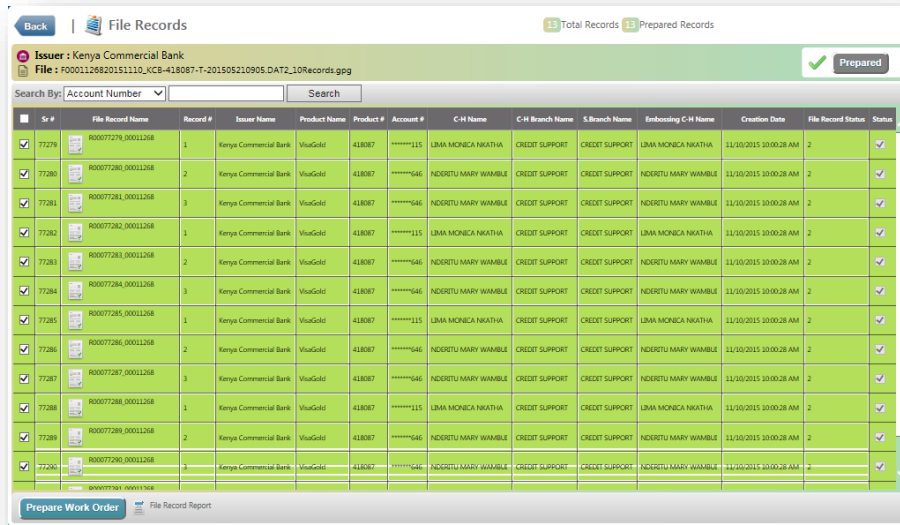 Back | File Records 13 Total Records 13 Prepared Records
Issuer : Kenya Commercial Bank
File : F0001126820151110_KCB-418087-T-201505210905.DAT2_10Records.gpg Prepared
Search By: Account Number Search
Sr # File Record Name Record # Issuer Name Product Name Product # Account # C-H Name C-H Branch Name S.Branch Name Embossing C-H Name Creation Date File Record Status Status
77279 R00077279_00011268 1 Kenya Commercial Bank VisaGold 418087 *******115 LIMA MONICA NKATHA CREDIT SUPPORT CREDIT SUPPORT LIMA MONICA NKATHA 11/10/2015 10:00:28 AM 2
77280 R00077280_00011268 2 Kenya Commercial Bank VisaGold 418087 *******646 NDERITU MARY WAMBUI CREDIT SUPPORT CREDIT SUPPORT NDERITU MARY WAMBUI 11/10/2015 10:00:28 AM 2
77281 R00077281_00011268 3 Kenya Commercial Bank VisaGold 418087 *******646 NDERITU MARY WAMBUI CREDIT SUPPORT CREDIT SUPPORT NDERITU MARY WAMBUI 11/10/2015 10:00:28 AM 2
77282 R00077282_00011268 1 Kenya Commercial Bank VisaGold 418087 *******115 LIMA MONICA NKATHA CREDIT SUPPORT CREDIT SUPPORT LIMA MONICA NKATHA 11/10/2015 10:00:28 AM 2
77283 R00077283_00011268 2 Kenya Commercial Bank VisaGold 418087 *******646 NDERITU MARY WAMBUI CREDIT SUPPORT CREDIT SUPPORT NDERITU MARY WAMBUI 11/10/2015 10:00:28 AM 2
77284 R00077284_00011268 3 Kenya Commercial Bank VisaGold 418087 *******646 NDERITU MARY WAMBUI CREDIT SUPPORT CREDIT SUPPORT NDERITU MARY WAMBUI 11/10/2015 10:00:28 AM 2
77285 R00077285_00011268 1 Kenya Commercial Bank VisaGold 418087 *******115 LIMA MONICA NKATHA CREDIT SUPPORT CREDIT SUPPORT LIMA MONICA NKATHA 11/10/2015 10:00:28 AM 2
77286 R00077286_00011268 2 Kenya Commercial Bank VisaGold 418087 *******646 NDERITU MARY WAMBUI CREDIT SUPPORT CREDIT SUPPORT NDERITU MARY WAMBUI 11/10/2015 10:00:28 AM 2
77287 R00077287_00011268 3 Kenya Commercial Bank VisaGold 418087 *******646 NDERITU MARY WAMBUI CREDIT SUPPORT CREDIT SUPPORT NDERITU MARY WAMBUI 11/10/2015 10:00:28 AM 2
77288 R00077288_00011268 1 Kenya Commercial Bank VisaGold 418087 *******115 LIMA MONICA NKATHA CREDIT SUPPORT CREDIT SUPPORT LIMA MONICA NKATHA 11/10/2015 10:00:28 AM 2
77289 R00077289_00011268 2 Kenya Commercial Bank VisaGold 418087 *******646 NDERITU MARY WAMBUI CREDIT SUPPORT CREDIT SUPPORT NDERITU MARY WAMBUI 11/10/2015 10:00:28 AM 2
77290 R00077290_00011268 3 Kenya Commercial Bank VisaGold 418087 *******646 NDERITU MARY WAMBUI CREDIT SUPPORT CREDIT SUPPORT NDERITU MARY WAMBUI 11/10/2015 10:00:28 AM 2
R00077291_00011268
Prepare Work Order File Record Report